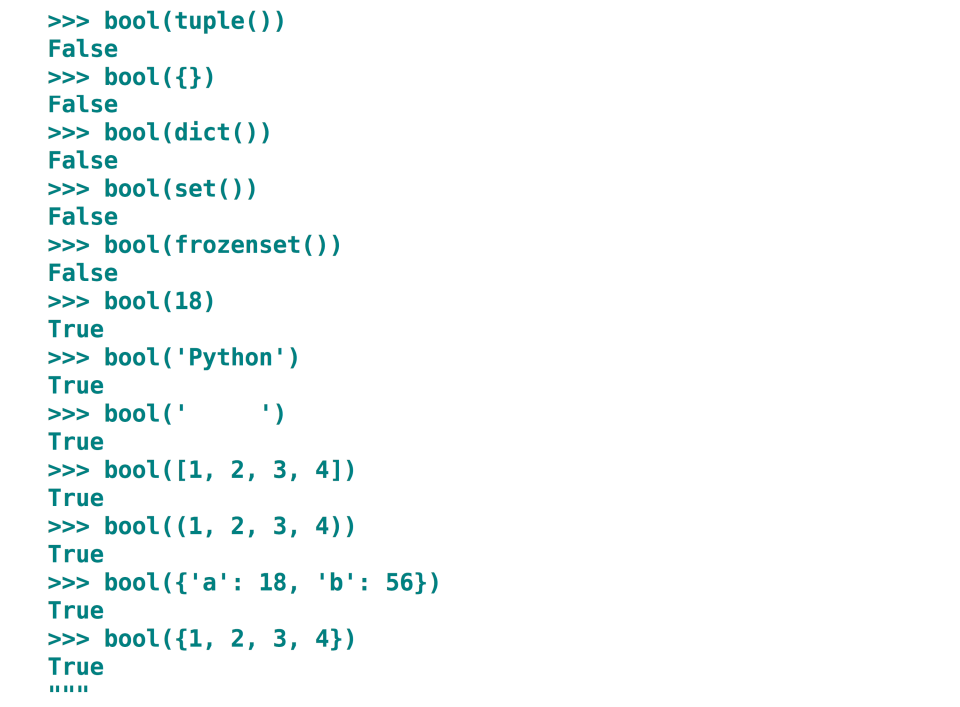 >>> bool(tuple())
False
>>> bool({})
False
>>> bool(dict())
False
>>> bool(set())
False
>>> bool(frozenset())
False
>>> bool(18)
True
>>> bool('Python')
True
>>> bool('     ')
True
>>> bool([1, 2, 3, 4])
True
>>> bool((1, 2, 3, 4))
True
>>> bool({'a': 18, 'b': 56})
True
>>> bool({1, 2, 3, 4})
True
"""